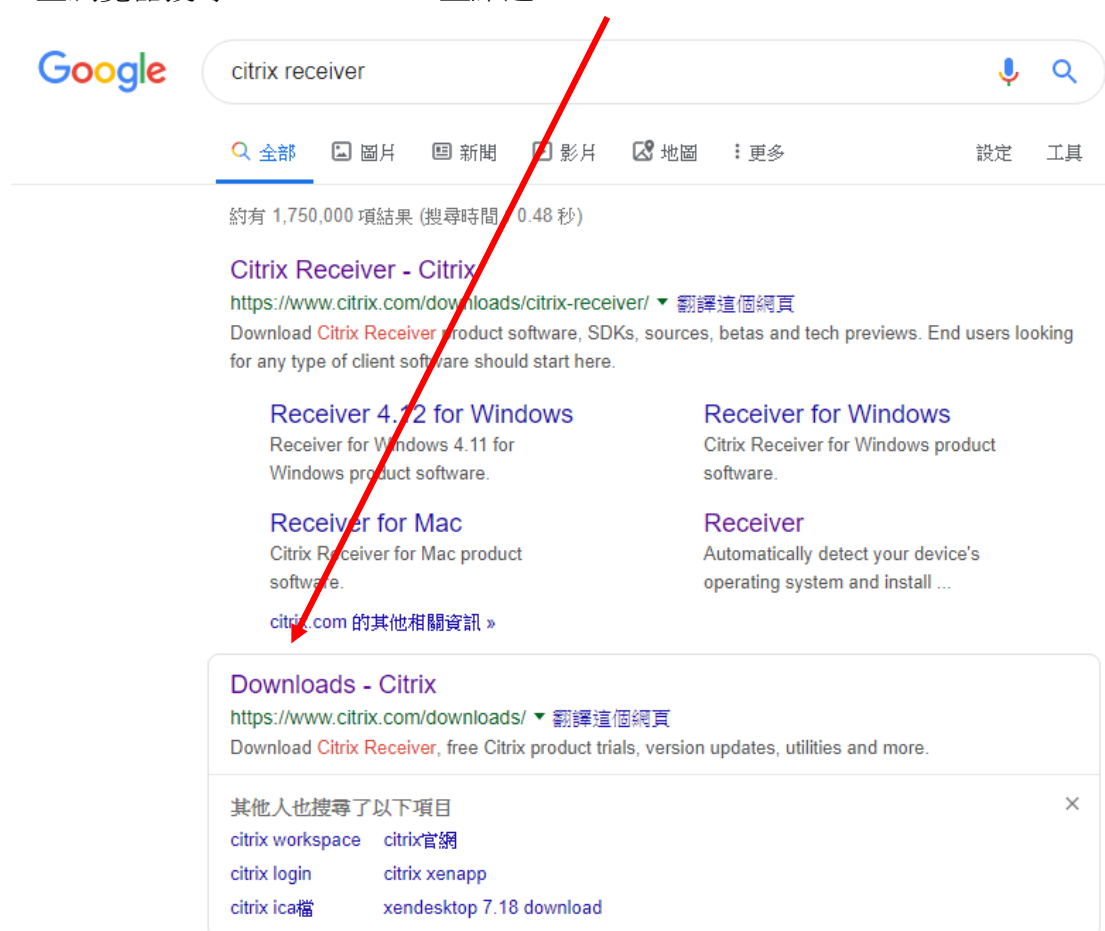 Google citrix receiver
全部 圖片 新聞 影片 地圖 更多 設定 工具
約有 1,750,000 項結果 (搜尋時間 0.48 秒)
Citrix Receiver - Citrix
https://www.citrix.com/downloads/citrix-receiver/ ▼ 翻譯這個網頁
Download Citrix Receiver product software, SDKs, sources, betas and tech previews. End users looking
for any type of client software should start here.
Receiver 4.12 for Windows
Receiver for Windows 4.11 for
Windows product software.
Receiver for Windows
Citrix Receiver for Windows product
software.
Receiver for Mac
Citrix Receiver for Mac product
software.
Receiver
Automatically detect your device's
operating system and install ...
citrix.com 的其他相關資訊 »
Downloads - Citrix
https://www.citrix.com/downloads/ ▼ 翻譯這個網頁
Download Citrix Receiver, free Citrix product trials, version updates, utilities and more.
其他人也搜尋了以下項目
citrix workspace citrix官網
citrix login citrix xenapp
citrix ica檔 xendesktop 7.18 download